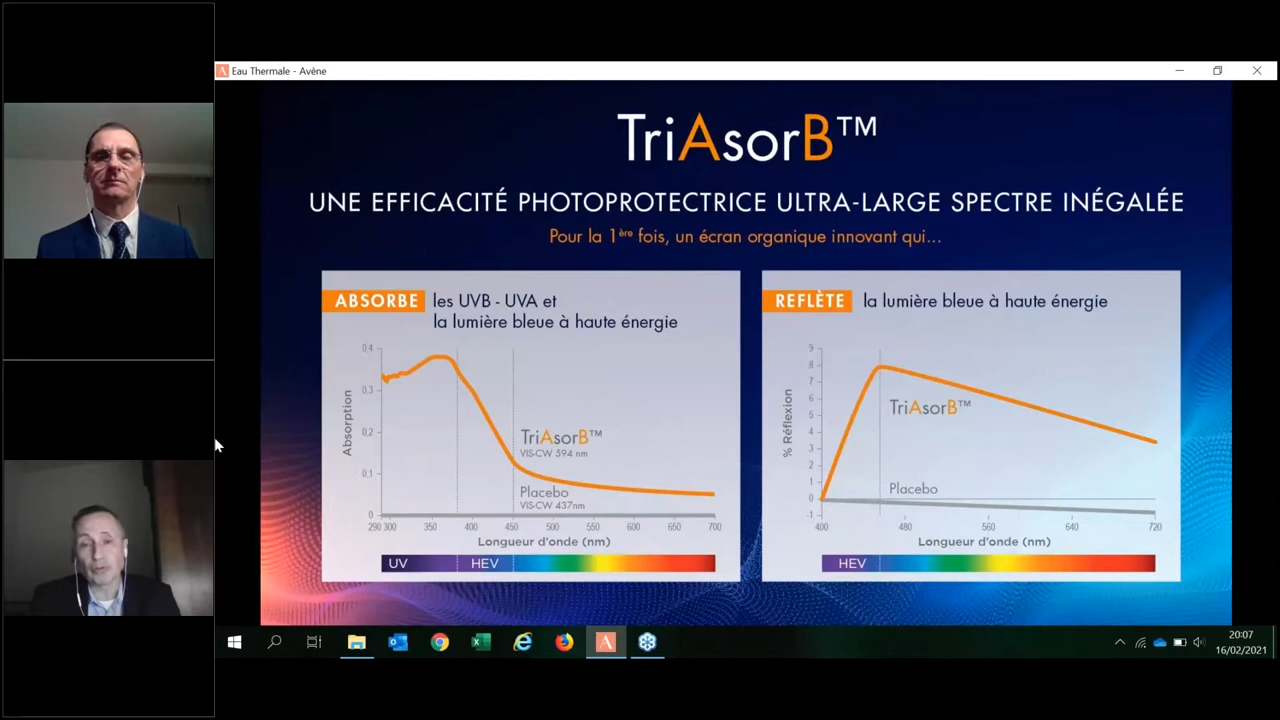 Eau Thermale - Avène
TriAsorB™
UNE EFFICACITÉ PHOTOPROTECTRICE ULTRA-LARGE SPECTRE INÉGALÉE
Pour la 1ère fois, un écran organique innovant qui...
ABSORBE les UVB - UVA et
la lumière bleue à haute énergie
0,4
0,3
0,2
0,1
0
Absorption
TriAsorB™
VIS-CW 594 nm
Placebo
VIS-CW 437nm
290 300 350 400 450 500 550 600 650 700
Longueur d'onde (nm)
UV HEV
REFLÈTE la lumière bleue à haute énergie
9
8
7
6
5
4
3
2
1
0
-1
% Réflexion
TriAsorB™
Placebo
400 480 560 640 720
Longueur d'onde (nm)
HEV
20:07
16/02/2021